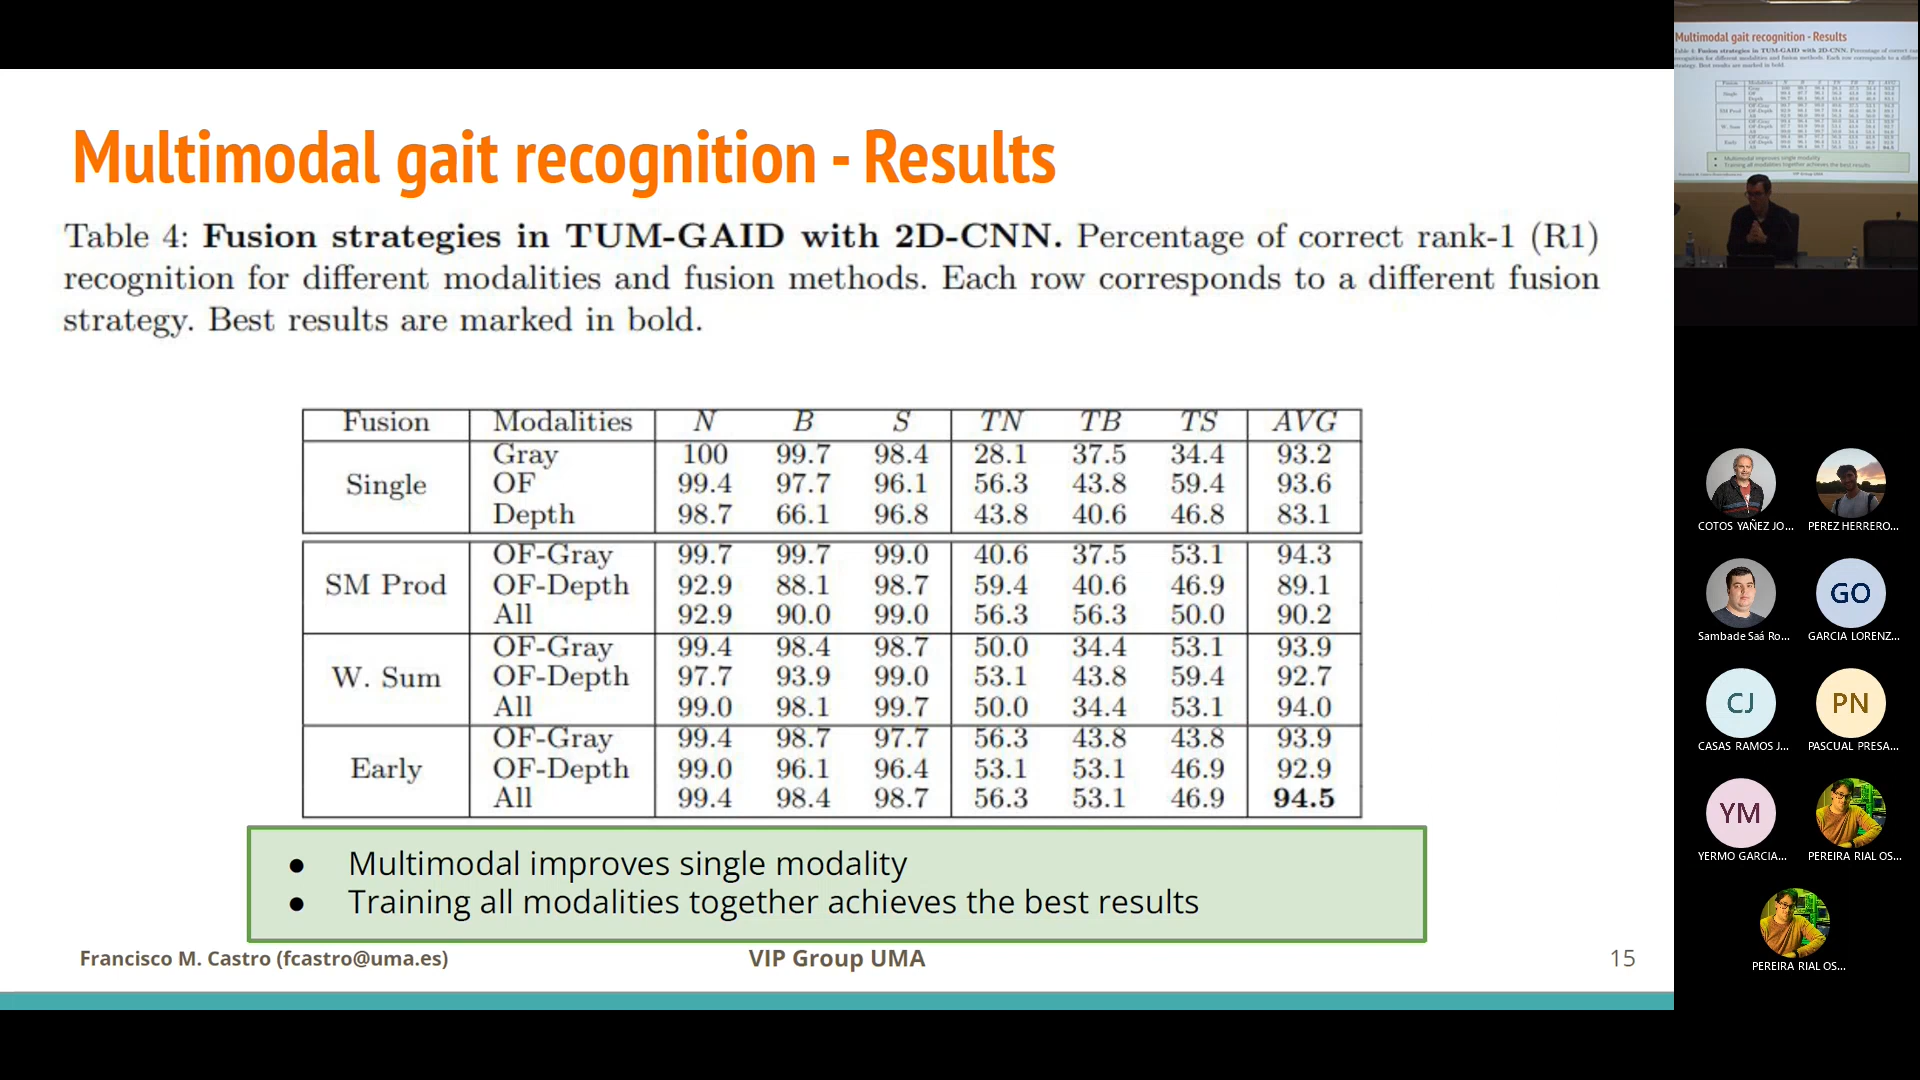 Multimodal gait recognition - Results
Table 4: Fusion strategies in TUM-GAID with 2D-CNN. Percentage of correct rank-1 (R1)
recognition for different modalities and fusion methods. Each row corresponds to a different fusion
strategy. Best results are marked in bold.
Fusion Modalities N B S TN TB TS AVG
Single
Gray 100 99.7 98.4 28.1 37.5 34.4 93.2
OF 99.4 97.7 96.1 56.3 43.8 59.4 93.6
Depth 98.7 66.1 96.8 43.8 40.6 46.8 83.1
SM Prod
OF-Gray 99.7 99.7 99.0 40.6 37.5 53.1 94.3
OF-Depth 92.9 88.1 98.7 59.4 40.6 46.9 89.1
All 92.9 90.0 99.0 56.3 56.3 50.0 90.2
W. Sum
OF-Gray 99.4 98.4 98.7 50.0 34.4 53.1 93.9
OF-Depth 97.7 93.9 99.0 53.1 43.8 59.4 92.7
All 99.0 98.1 99.7 50.0 34.4 53.1 94.0
Early
OF-Gray 99.4 98.7 97.7 56.3 43.8 43.8 93.9
OF-Depth 99.0 96.1 96.4 53.1 53.1 46.9 92.9
All 99.4 98.4 98.7 56.3 53.1 46.9 94.5
● Multimodal improves single modality
● Training all modalities together achieves the best results
Francisco M. Castro (fcastro@uma.es) VIP Group UMA 15
Multimodal gait recognition - Results
COTOS YAÑEZ JO... PEREZ HERRERO...
GO
Sambade Saá Ro... GARCIA LORENZ...
CJ PN
CASAS RAMOS J... PASCUAL PRESA...
YM
YERMO GARCIA... PEREIRA RIAL OS...
PEREIRA RIAL OS...